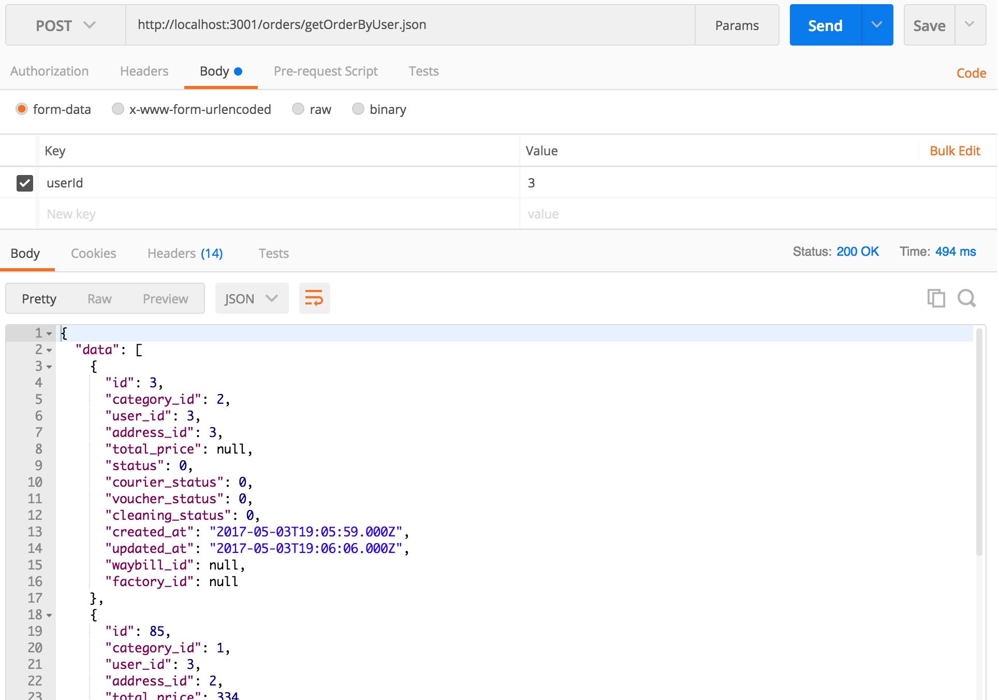 POST http://localhost:3001/orders/getOrderByUser.json Params Send Save
Authorization Headers Body Pre-request Script Tests Code
form-data x-www-form-urlencoded raw binary
Key Value Bulk Edit
userId 3
New key value
Body Cookies Headers (14) Tests Status: 200 OK Time: 494 ms
Pretty Raw Preview JSON
1 {
2 "data": [
3 {
4 "id": 3,
5 "category_id": 2,
6 "user_id": 3,
7 "address_id": 3,
8 "total_price": null,
9 "status": 0,
10 "courier_status": 0,
11 "voucher_status": 0,
12 "cleaning_status": 0,
13 "created_at": "2017-05-03T19:05:59.000Z",
14 "updated_at": "2017-05-03T19:06:06.000Z",
15 "waybill_id": null,
16 "factory_id": null
17 },
18 {
19 "id": 85,
20 "category_id": 1,
21 "user_id": 3,
22 "address_id": 2,
23 "total_price": 334